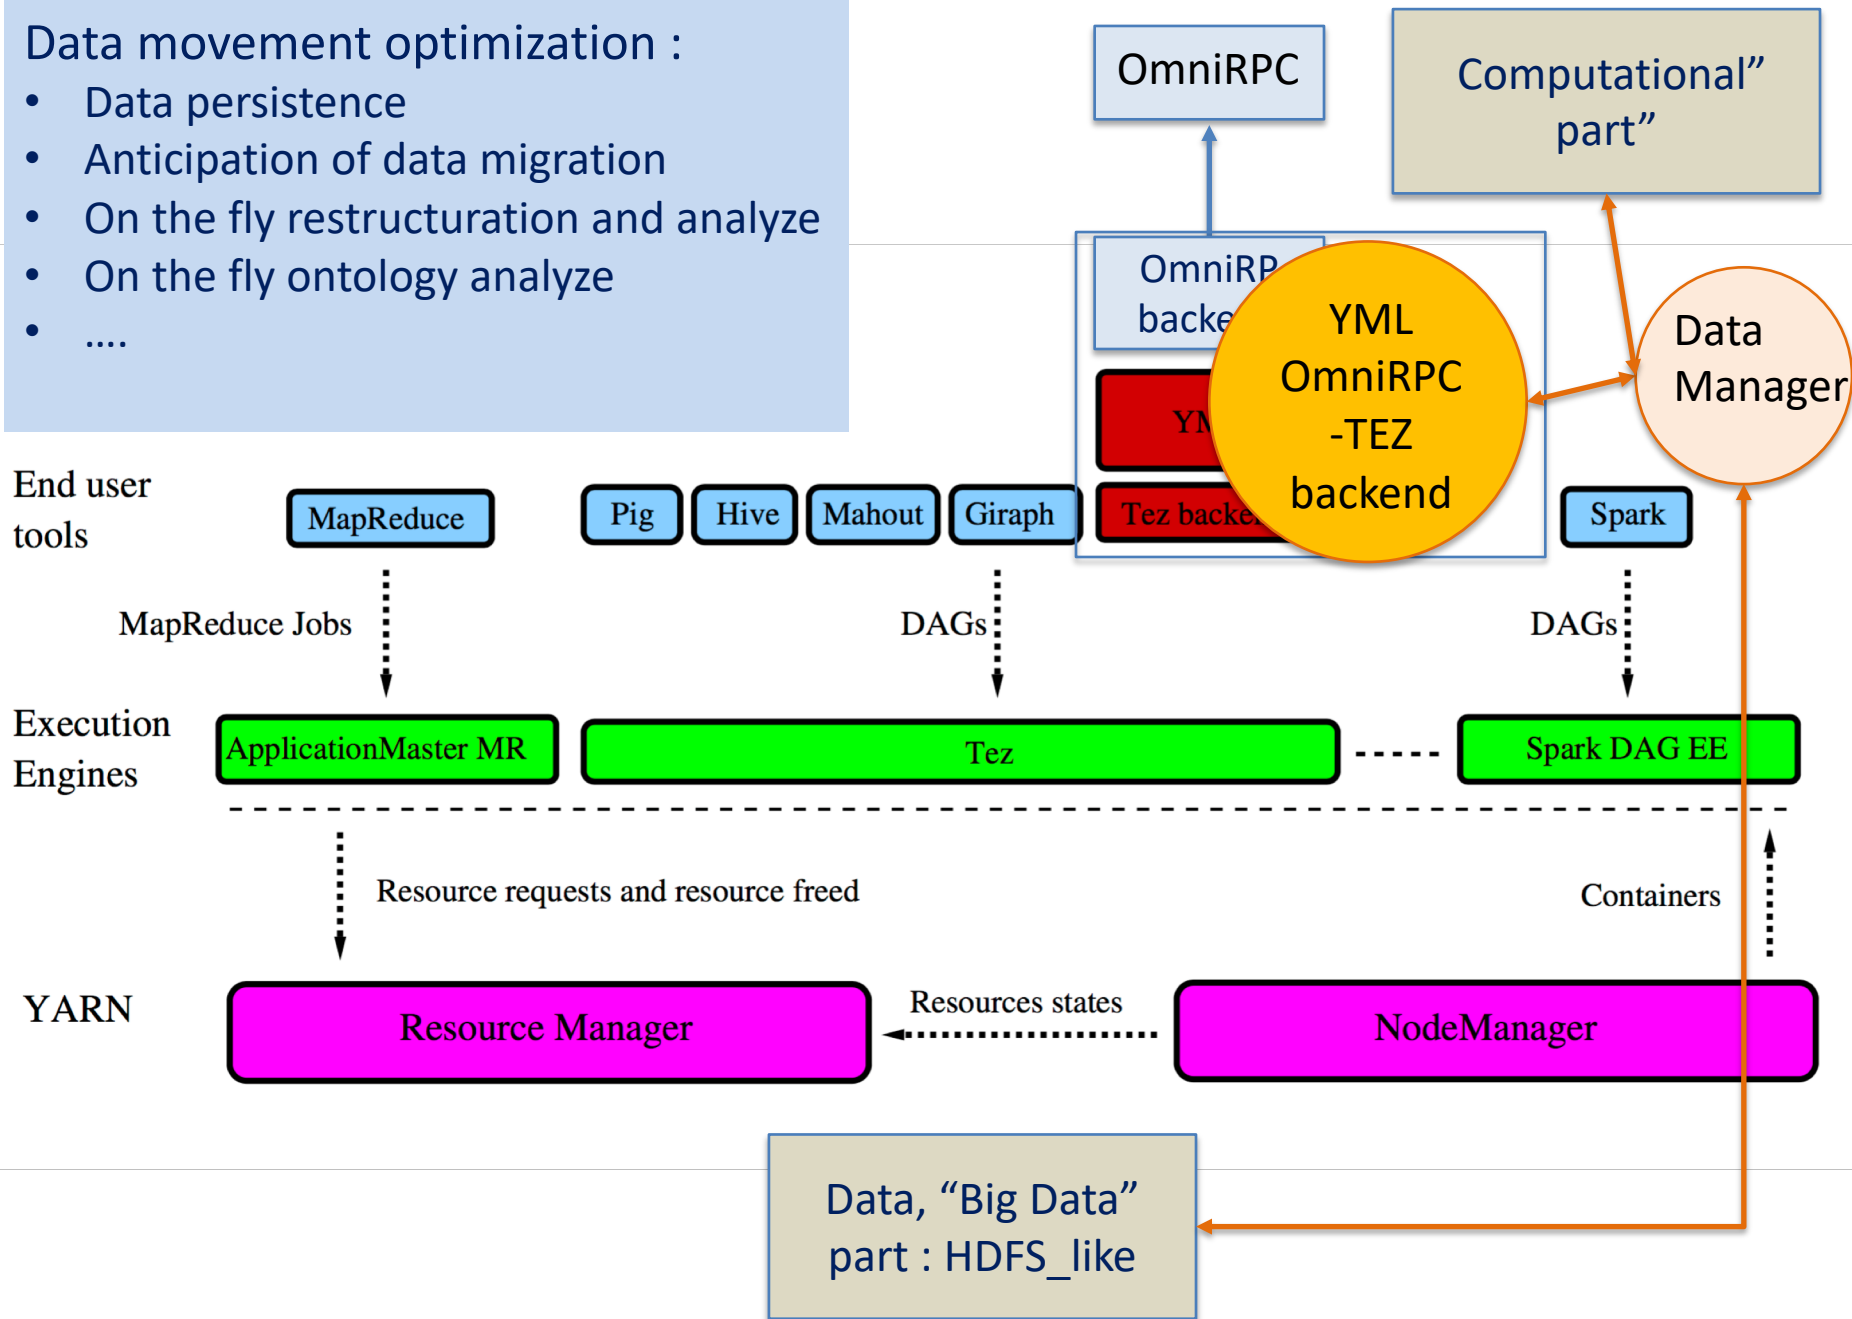 Data movement optimization :
• Data persistence
• Anticipation of data migration
• On the fly restructuration and analyze
• On the fly ontology analyze
• ....
OmniRPC
Computational”
part”
OmniRP
backe
YML
OmniRPC
-TEZ
backend
Data
Manager
YM
End user
tools
MapReduce
Pig
Hive
Mahout
Giraph
Tez backe
Spark
MapReduce Jobs
DAGs
DAGs
Execution
Engines
ApplicationMaster MR
Tez
Spark DAG EE
Resource requests and resource freed
Containers
YARN
Resource Manager
Resources states
NodeManager
Data, “Big Data”
part : HDFS_like